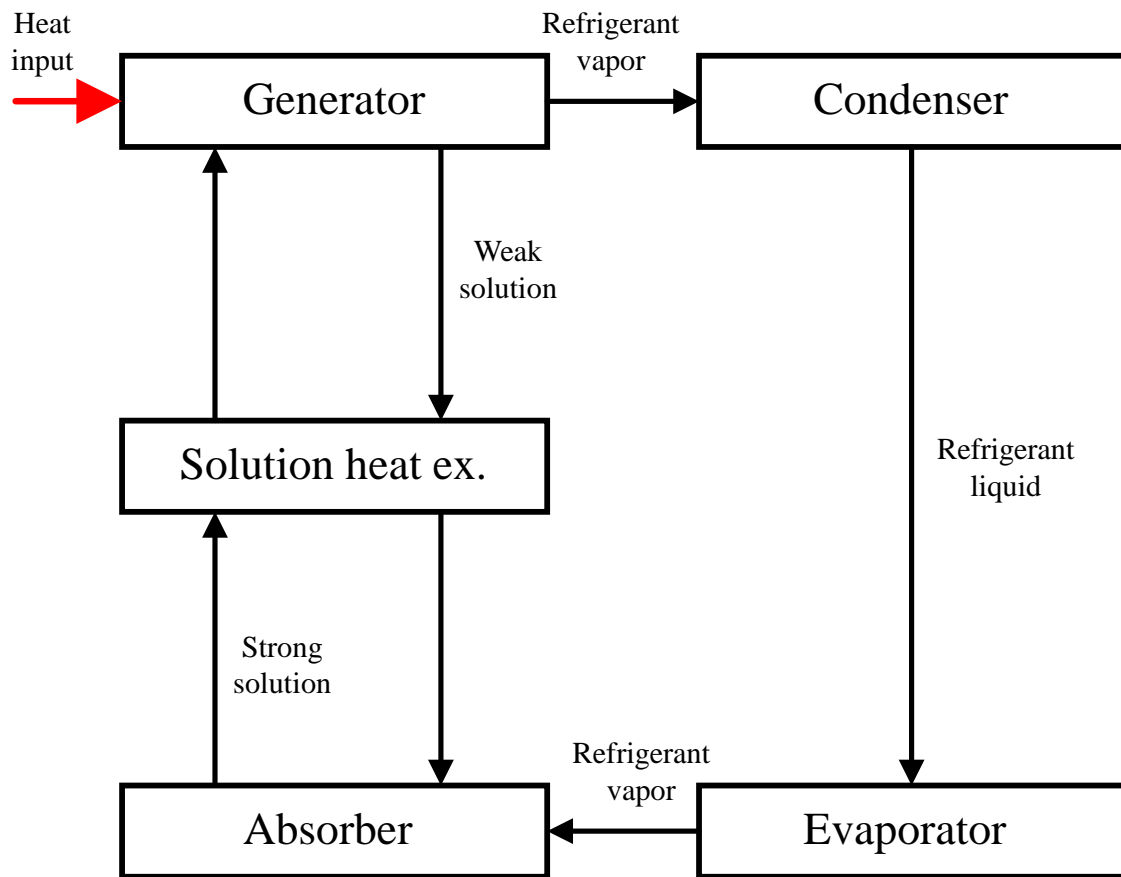 Heat
input
Refrigerant
vapor
Generator
Condenser
Weak
solution
Solution heat ex.
Refrigerant
liquid
Strong
solution
Refrigerant
vapor
Absorber
Evaporator